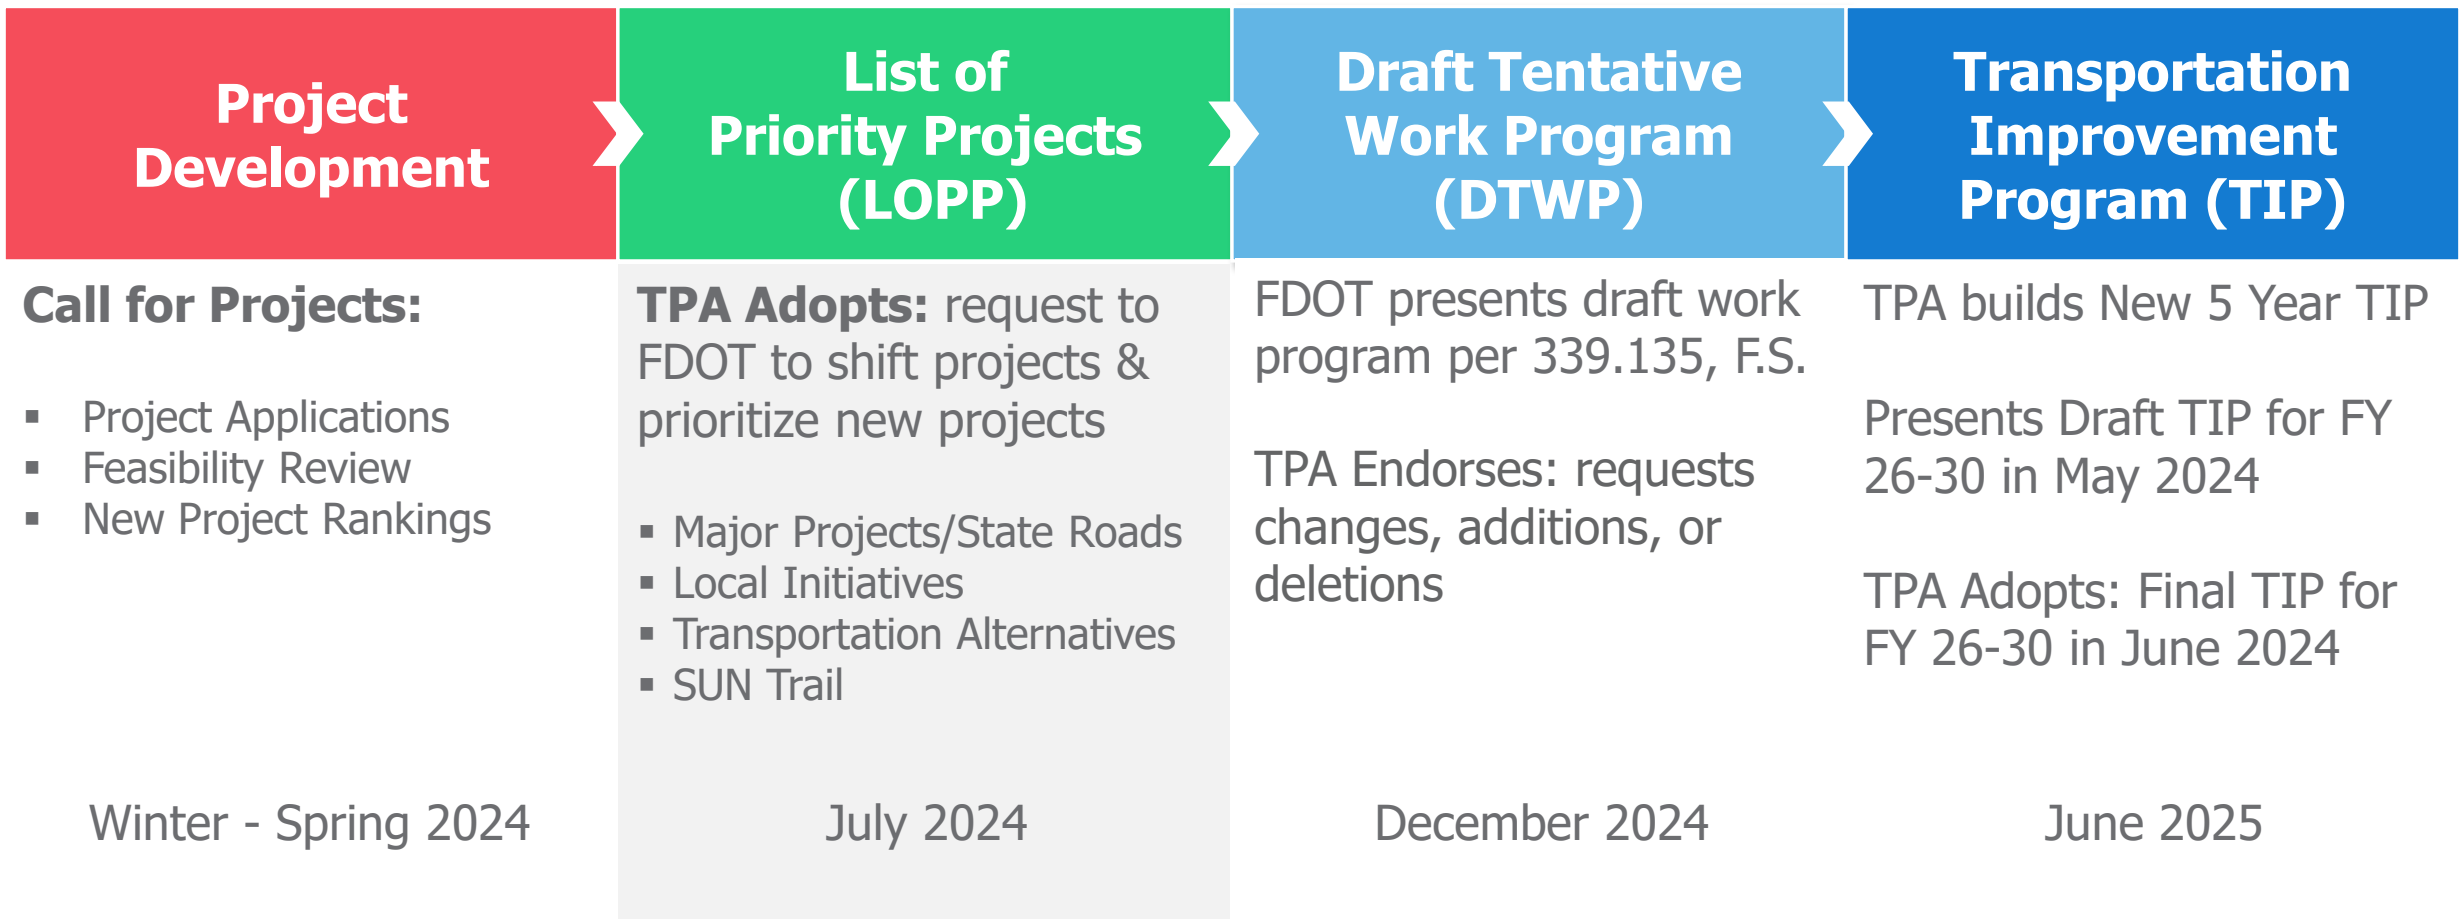 Project
Development
List of
Priority Projects
(LOPP)
Draft Tentative
Work Program
(DTWP)
Transportation
Improvement
Program (TIP)
Call for Projects:
▪ Project Applications
▪ Feasibility Review
▪ New Project Rankings
Winter - Spring 2024
TPA Adopts: request to
FDOT to shift projects &
prioritize new projects
▪ Major Projects/State Roads
▪ Local Initiatives
▪ Transportation Alternatives
▪ SUN Trail
July 2024
FDOT presents draft work
program per 339.135, F.S.
TPA Endorses: requests
changes, additions, or
deletions
December 2024
TPA builds New 5 Year TIP
Presents Draft TIP for FY
26-30 in May 2024
TPA Adopts: Final TIP for
FY 26-30 in June 2024
June 2025